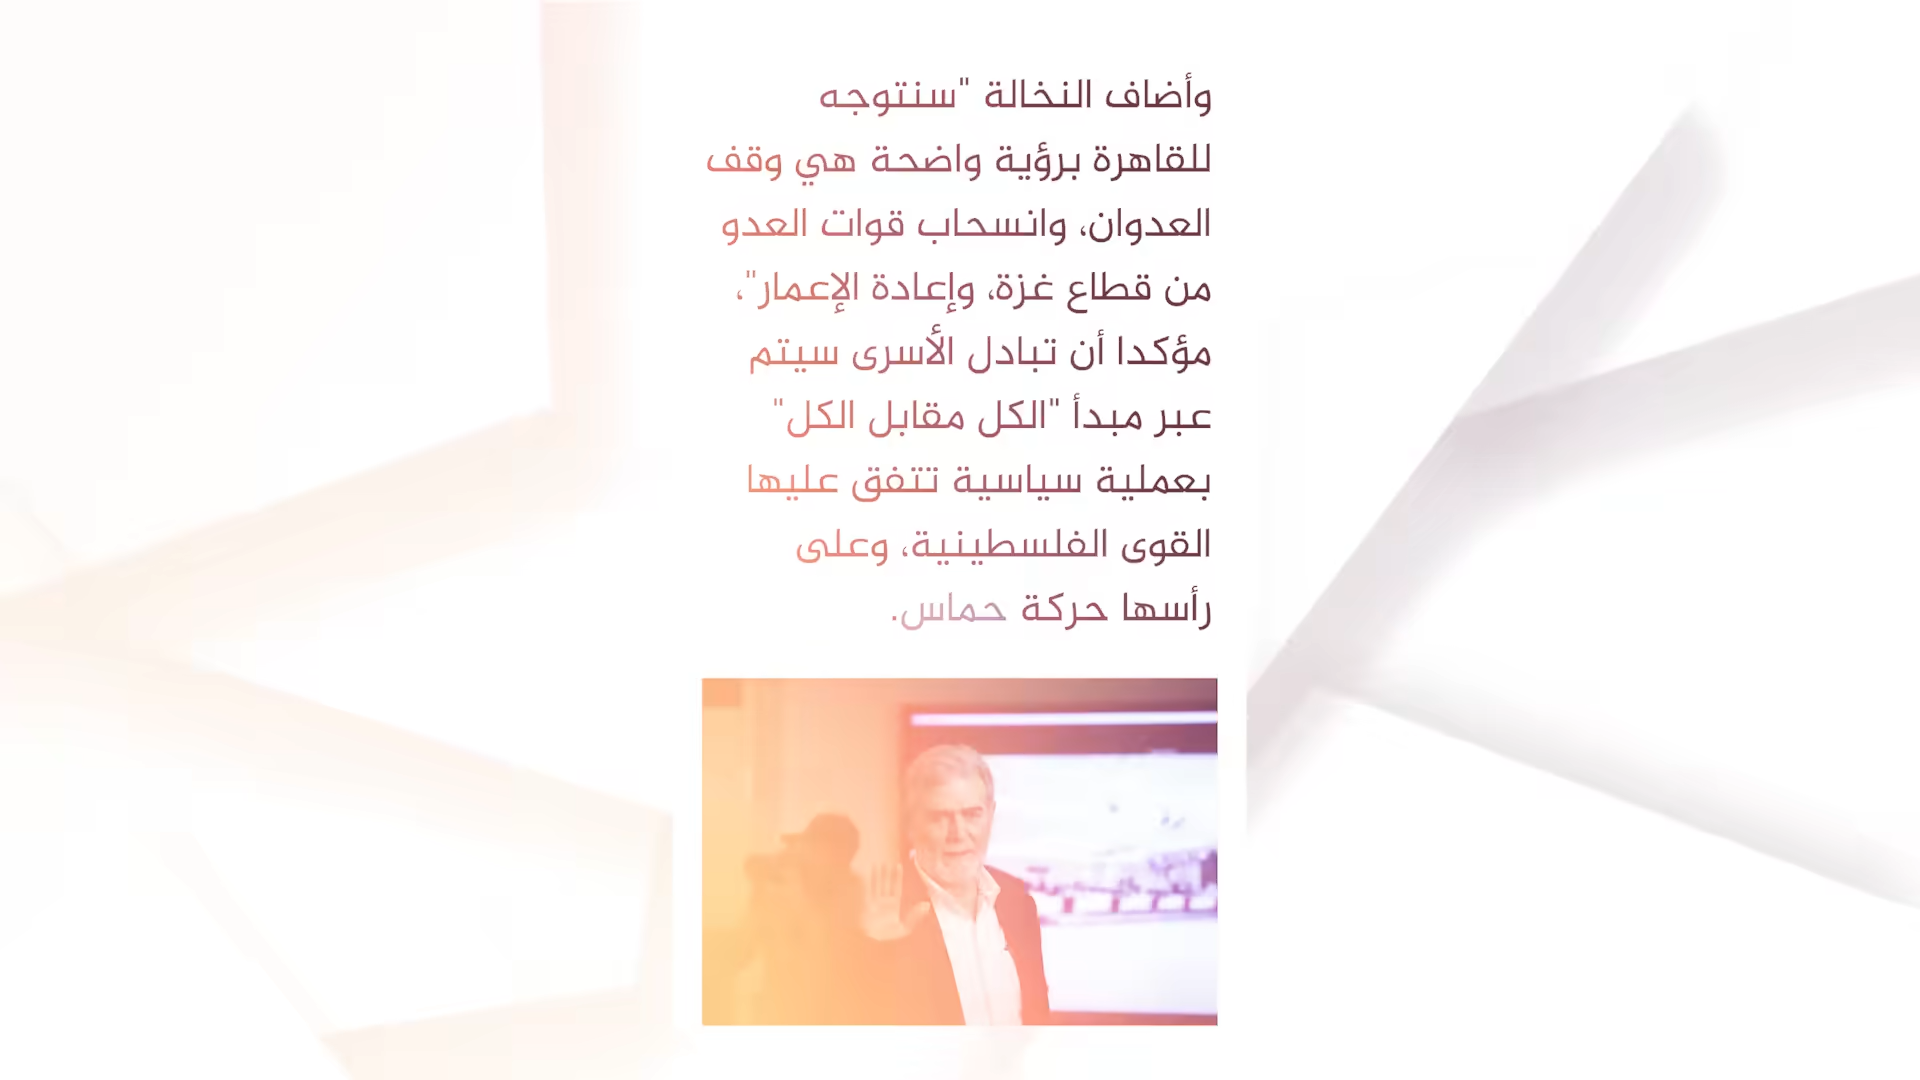 وأضاف النخالة "سنتوجه
للقاهرة برؤية واضحة هي وقف
العدوان، وانسحاب قوات العدو
من قطاع غزة، وإعادة الإعمار"،
مؤكدا أن تبادل الأسرى سيتم
عبر مبدأ "الكل مقابل الكل"
بعملية سياسية تتفق عليها
القوى الفلسطينية، وعلى
رأسها حركة حماس.